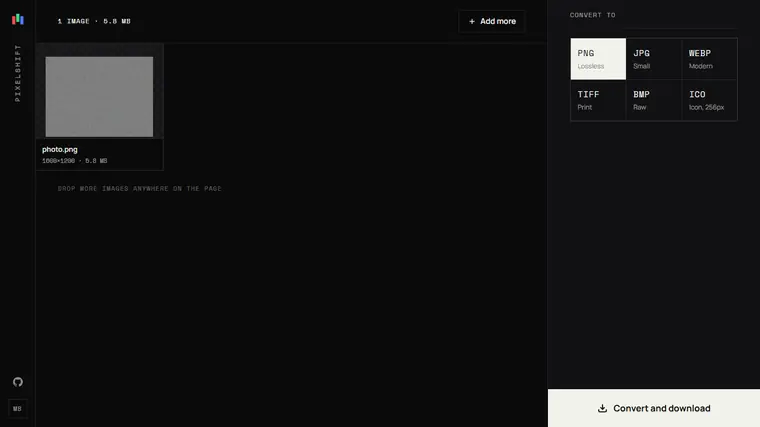 PIXELSHIFT
1 IMAGE · 5.8 MB
+ Add more
photo.png
1600×1200 · 5.8 MB
DROP MORE IMAGES ANYWHERE ON THE PAGE
CONVERT TO
PNG
Lossless
JPG
Small
WEBP
Modern
TIFF
Print
BMP
Raw
ICO
Icon, 256px
MB
Convert and download